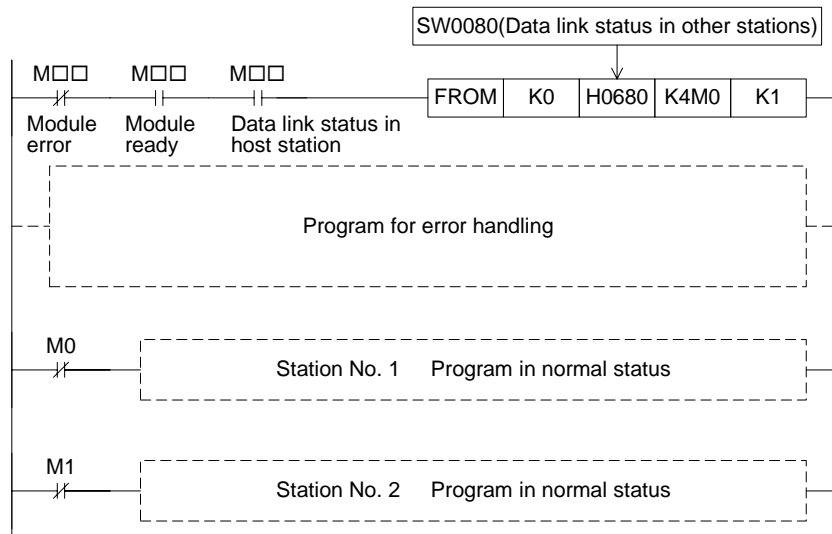 SW0080(Data link status in other stations)
M□□ M□□ M□□
FROM K0 H0680 K4M0 K1
Module error
Module ready
Data link status in host station
Program for error handling
M0
Station No. 1 Program in normal status
M1
Station No. 2 Program in normal status